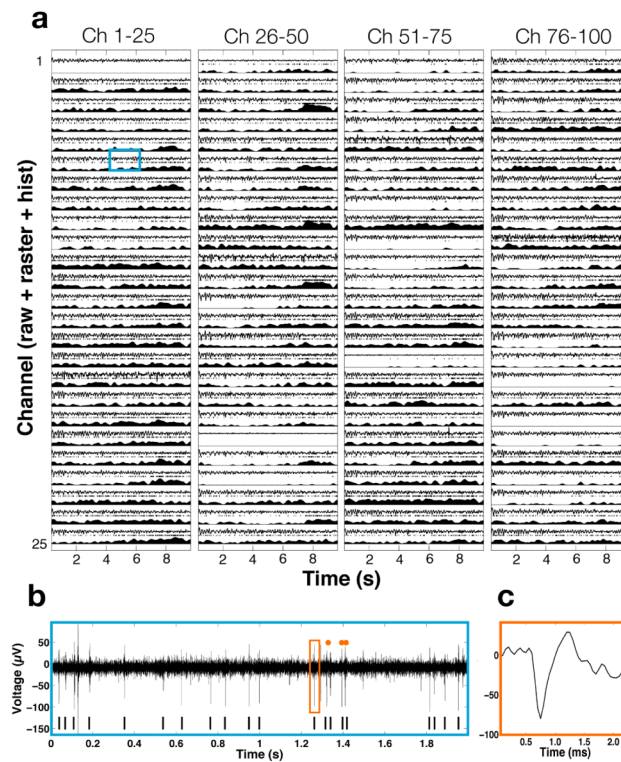 a
Ch 1-25 Ch 26-50 Ch 51-75 Ch 76-100
1
25
Channel (raw + raster + hist)
2 4 6 8 2 4 6 8 2 4 6 8 2 4 6 8
Time (s)
b
c
50
0
-50
-100
-150
Voltage (µV)
0 0.2 0.4 0.6 0.8 1 1.2 1.4 1.6 1.8
Time (s)
0
-50
-100
0.1 1.0 2.0
Time (ms)